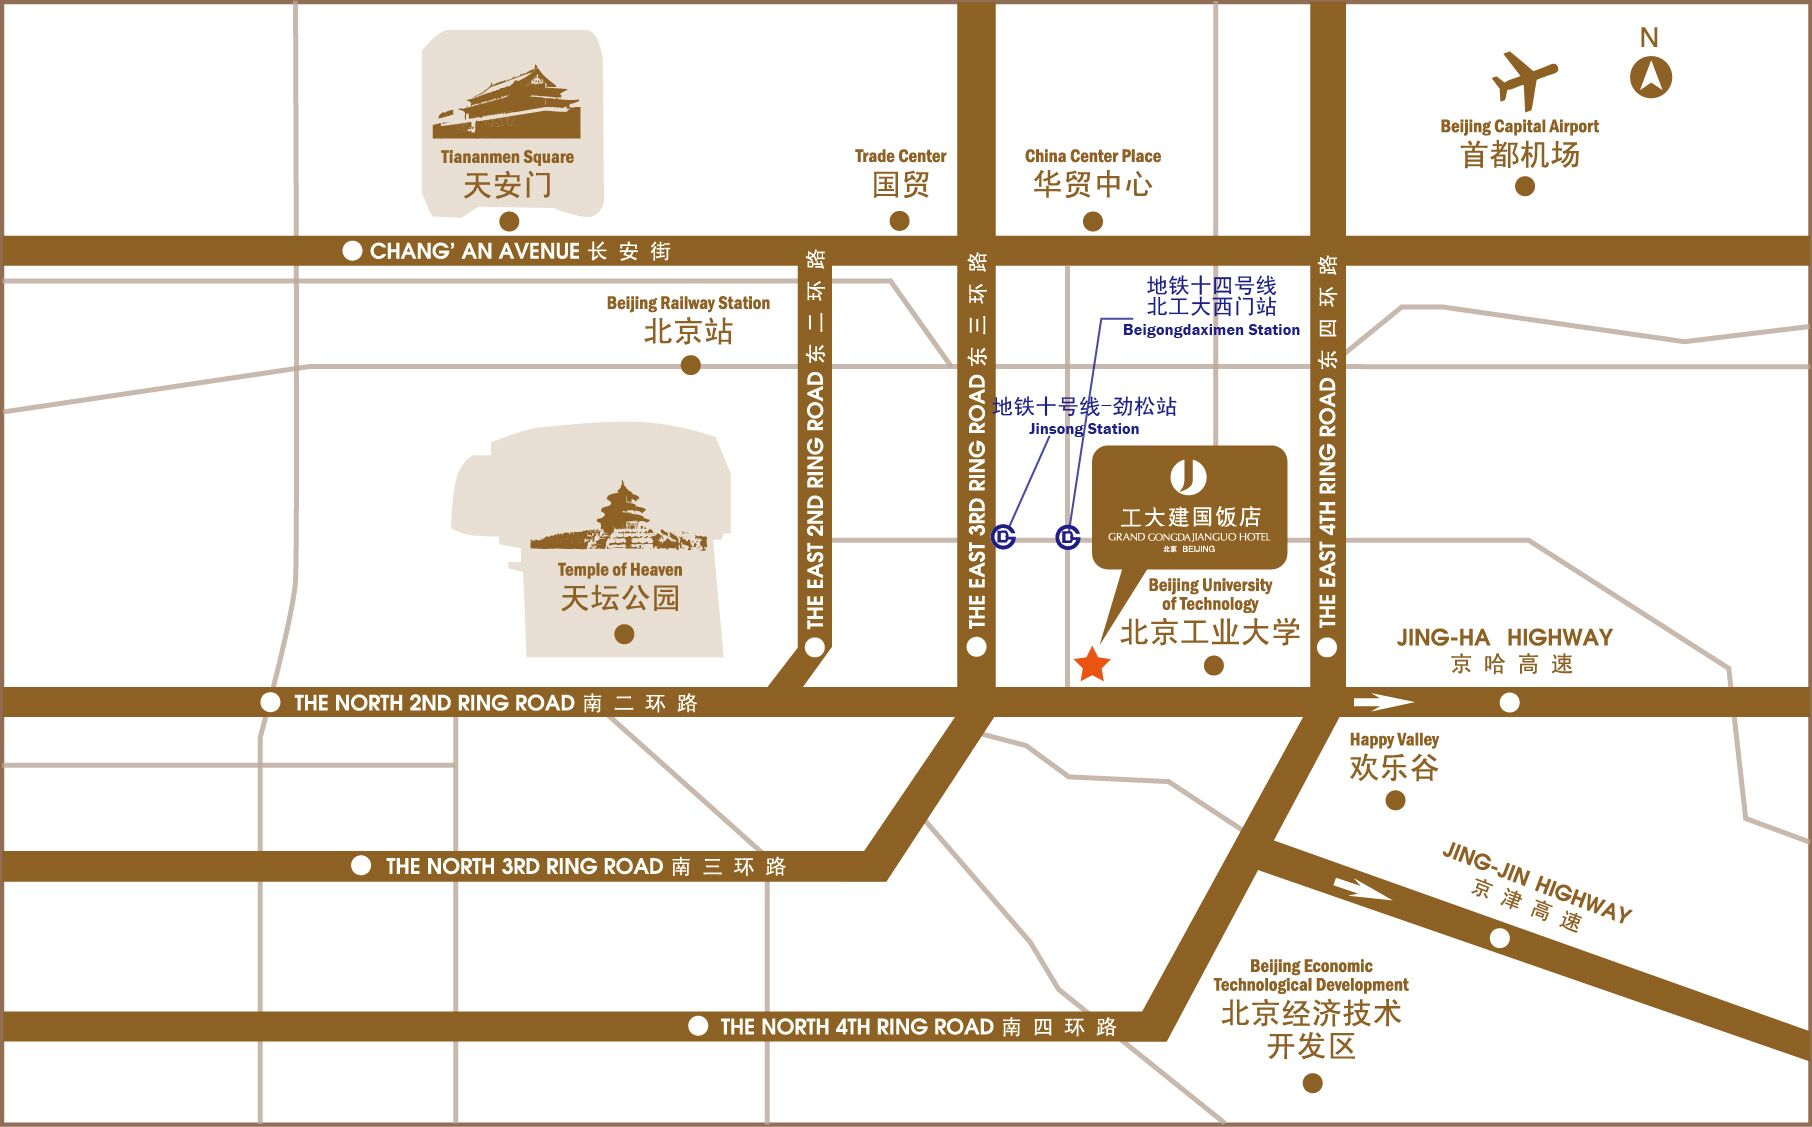 N
Tiananmen Square
天安门
Trade Center
国贸
China Center Place
华贸中心
Beijing Capital Airport
首都机场
CHANG' AN AVENUE 长安街
Beijing Railway Station
北京站
地铁十四号线
北工大西门站
Beigongdaximen Station
地铁十号线-劲松站
Jinsong Station
THE EAST 2ND RING ROAD 东二环路
THE EAST 3RD RING ROAD 东三环路
THE EAST 4TH RING ROAD 东四环路
工大建国饭店
GRAND GONGDA JIANGUO HOTEL
北京 BEIJING
Temple of Heaven
天坛公园
Beijing University
of Technology
北京工业大学
JING-HA HIGHWAY
京哈高速
THE NORTH 2ND RING ROAD 南二环路
Happy Valley
欢乐谷
THE NORTH 3RD RING ROAD 南三环路
JING-JIN HIGHWAY
京津高速
Beijing Economic
Technological Development
北京经济技术
开发区
THE NORTH 4TH RING ROAD 南四环路